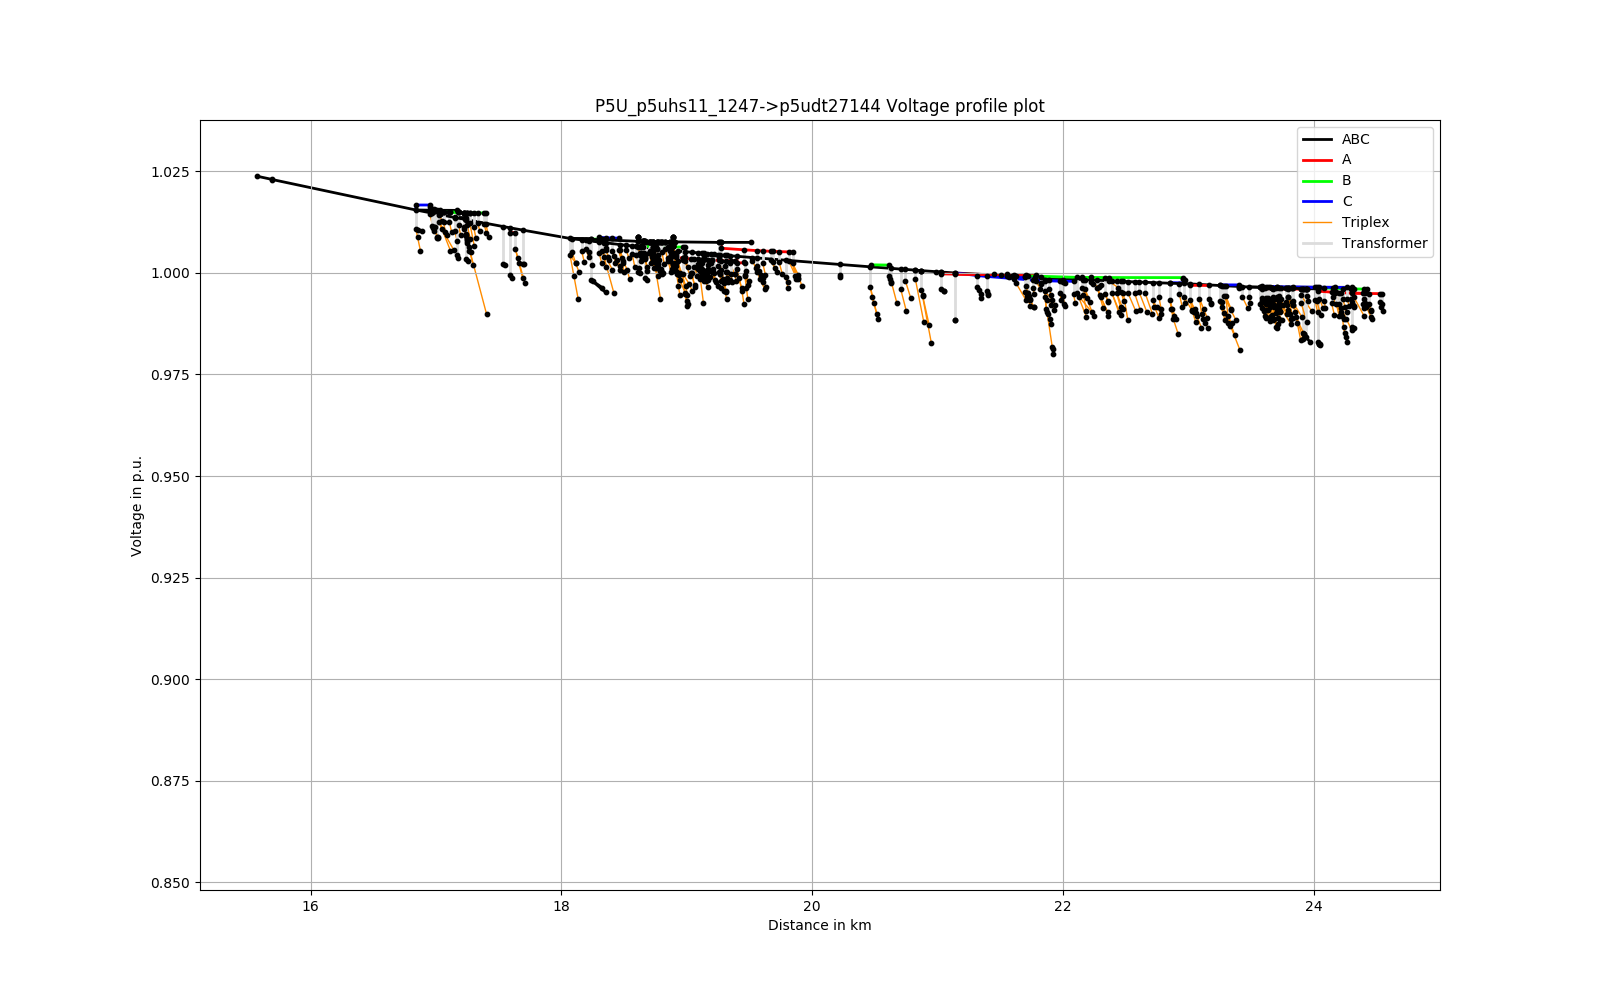 P5U_p5uhs11_1247->p5udt27144 Voltage profile plot
ABC
A
B
C
Triplex
Transformer
1.025
1.000
0.975
0.950
0.925
0.900
0.875
0.850
Voltage in p.u.
16 18 20 22 24
Distance in km